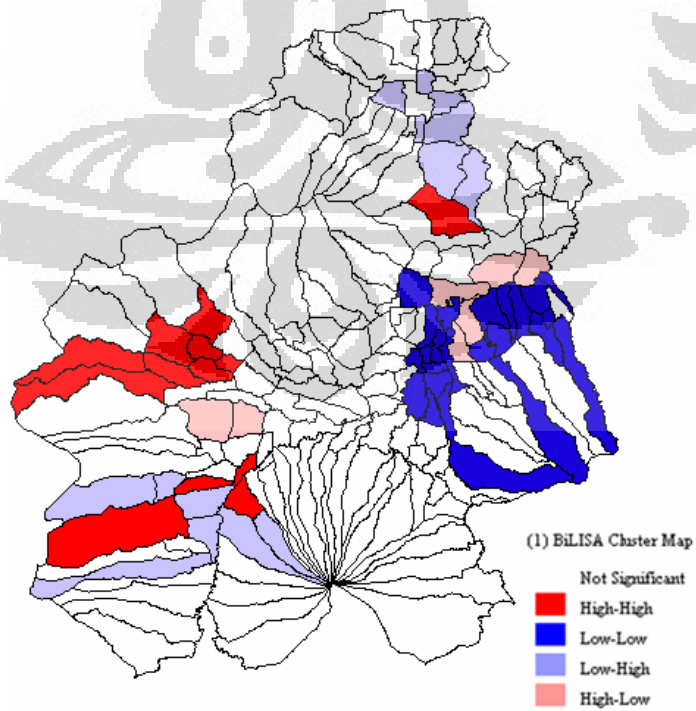 (1) BiLISA Cluster Map
Not Significant
High-High
Low-Low
Low-High
High-Low